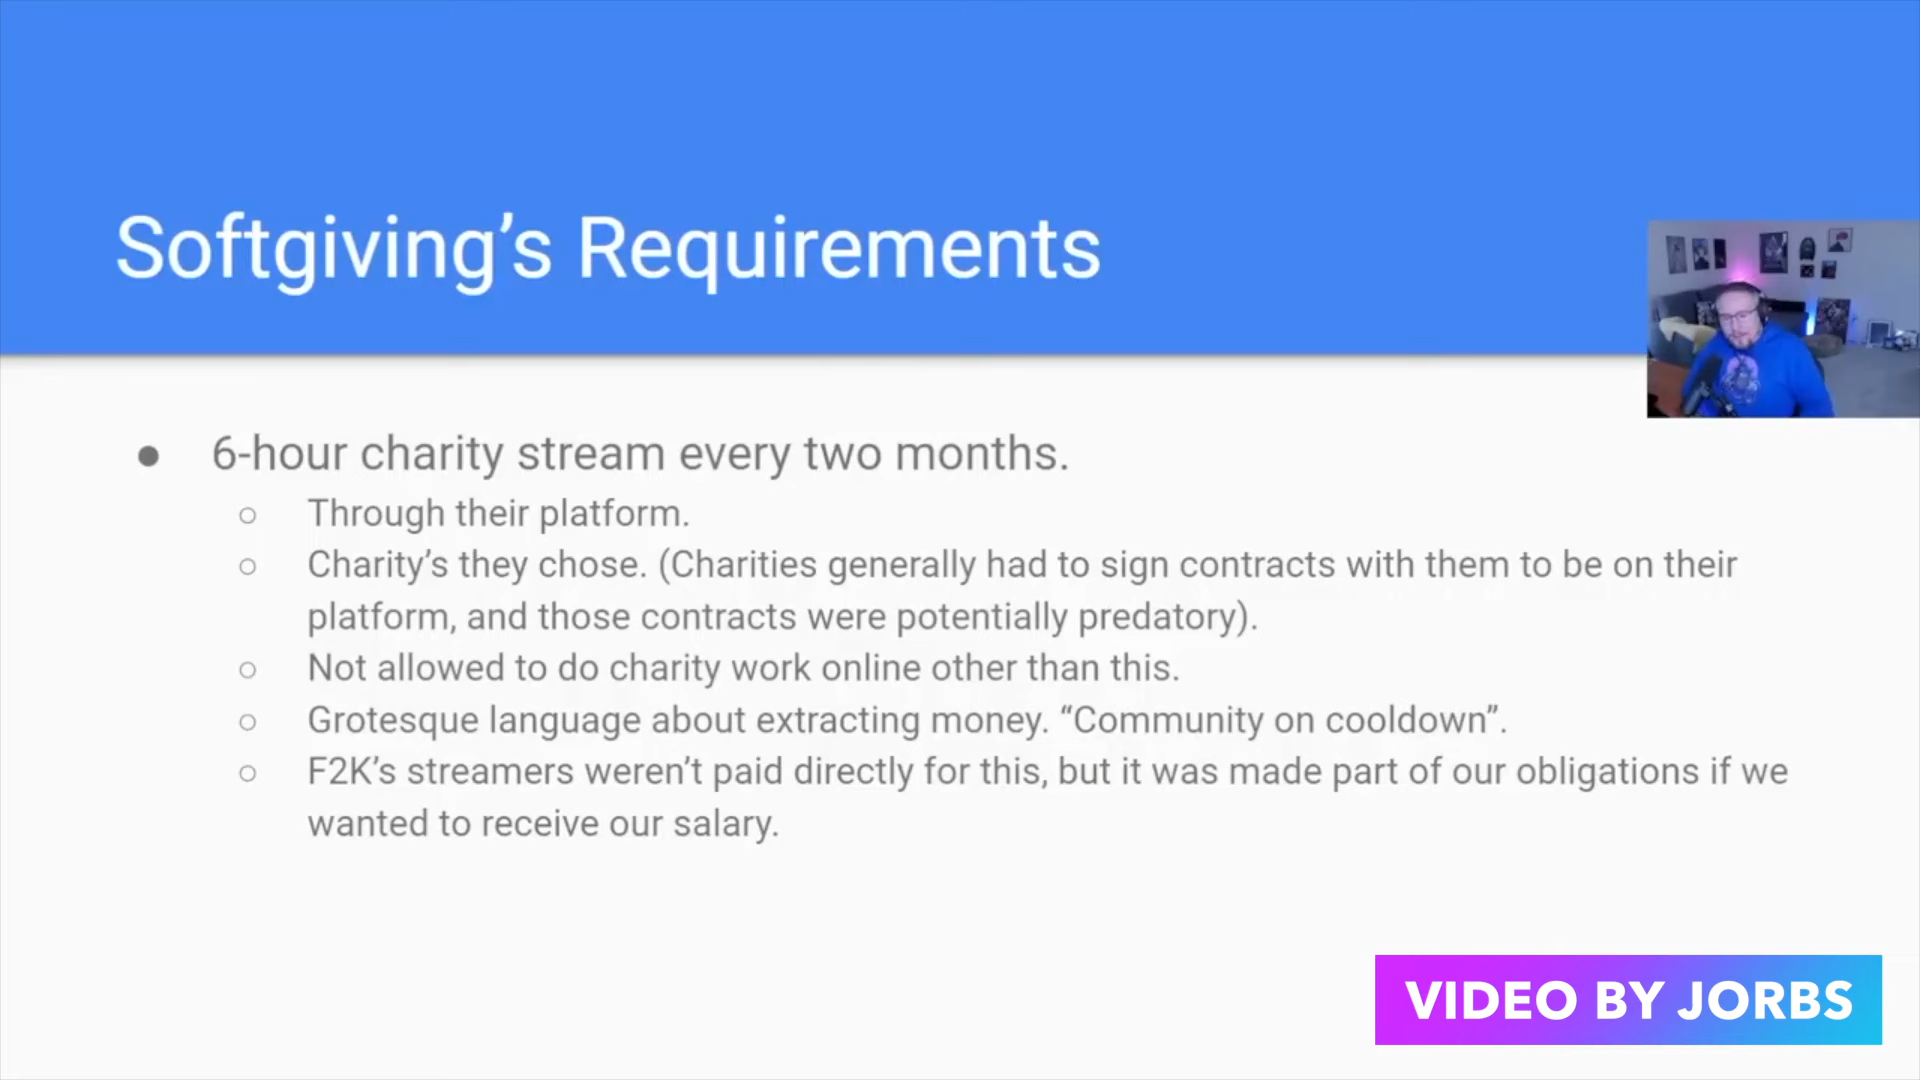 Softgiving’s Requirements
● 6-hour charity stream every two months.
○ Through their platform.
○ Charity’s they chose. (Charities generally had to sign contracts with them to be on their
platform, and those contracts were potentially predatory).
○ Not allowed to do charity work online other than this.
○ Grotesque language about extracting money. “Community on cooldown”.
○ F2K’s streamers weren’t paid directly for this, but it was made part of our obligations if we
wanted to receive our salary.
VIDEO BY JORBS